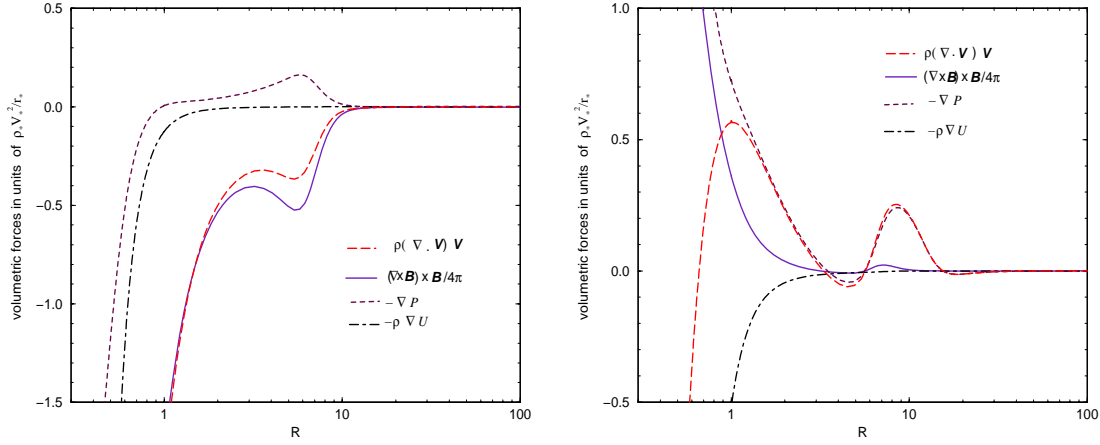 volumetric forces in units of ρ*V*²/r*
0.5
0.0
−0.5
−1.0
−1.5
1
10
100
R
ρ( ∇ . V) V
(∇×B) × B/4π
− ∇ P
−ρ ∇ U
volumetric forces in units of ρ*V*²/r*
1.0
0.5
0.0
−0.5
1
10
100
R
ρ( ∇ . V ) V
(∇×B) × B/4π
− ∇ P
−ρ ∇ U